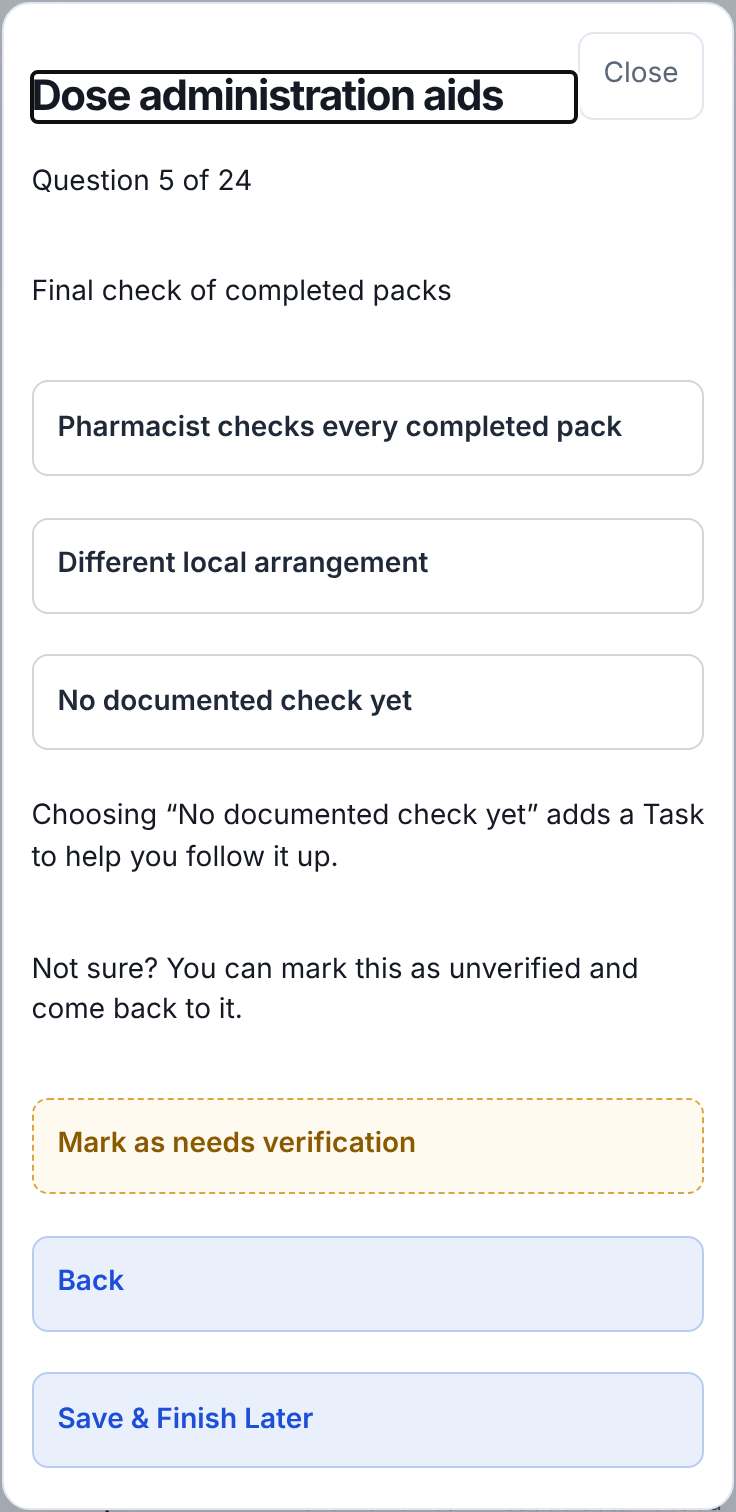 Close
Dose administration aids
Question 5 of 24
Final check of completed packs
Pharmacist checks every completed pack
Different local arrangement
No documented check yet
Choosing “No documented check yet” adds a Task
to help you follow it up.
Not sure? You can mark this as unverified and
come back to it.
Mark as needs verification
Back
Save & Finish Later